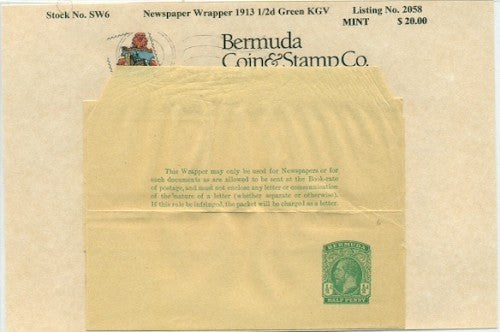 Stock No. SW6 Newspaper Wrapper 1913 1/2d Green KGV Listing No. 2058
MINT $ 20.00
Bermuda
Coin & Stamp Co.
This Wrapper may only be used for Newspapers or for
such documents as are allowed to be sent at the Book-rate
of postage, and must not enclose any letter or communication
of the nature of a letter (whether separate or otherwise).
If this rule be infringed, the packet will be charged as a letter.
BERMUDA
½ d
HALF PENNY